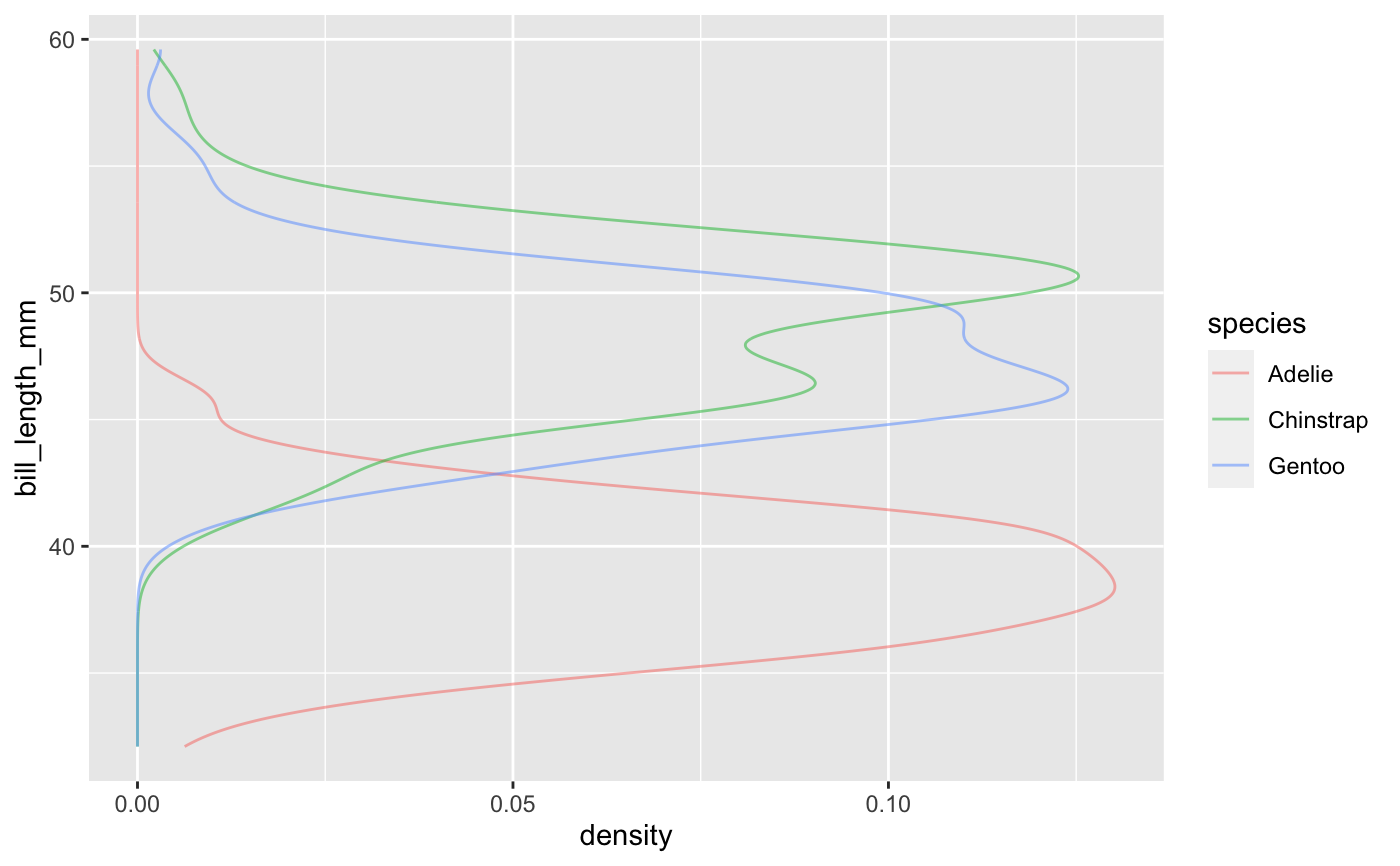 60
50
40
bill_length_mm
0.00
0.05
0.10
density
species
Adelie
Chinstrap
Gentoo